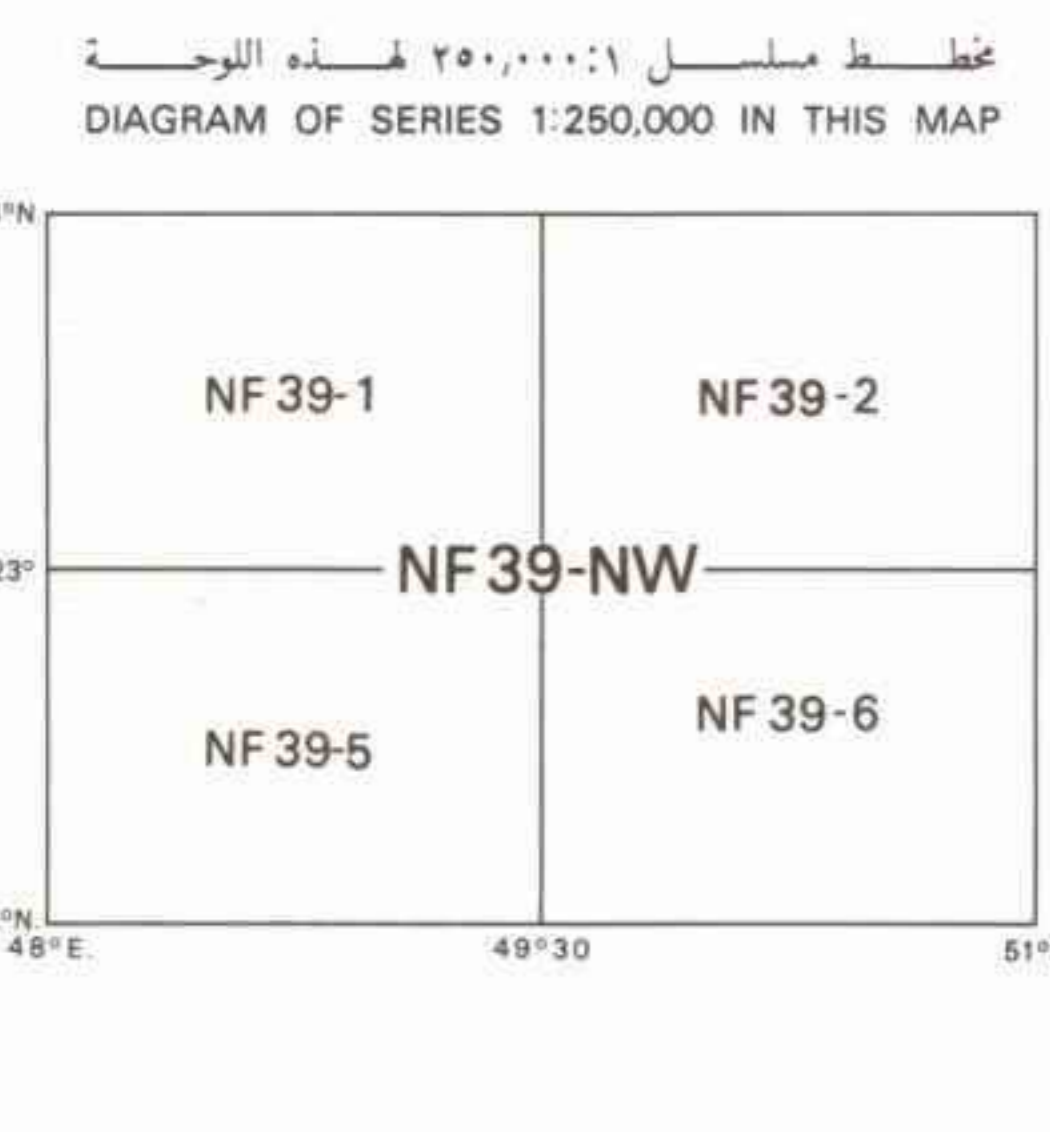 مخطط مسلسل ٢٥٠,٠٠٠:١ لهذه اللوحة
DIAGRAM OF SERIES 1:250,000 IN THIS MAP
°N
NF 39-1
NF 39-2
23°
NF 39-NW
NF 39-5
NF 39-6
°N.
48°E.
49°30
51°